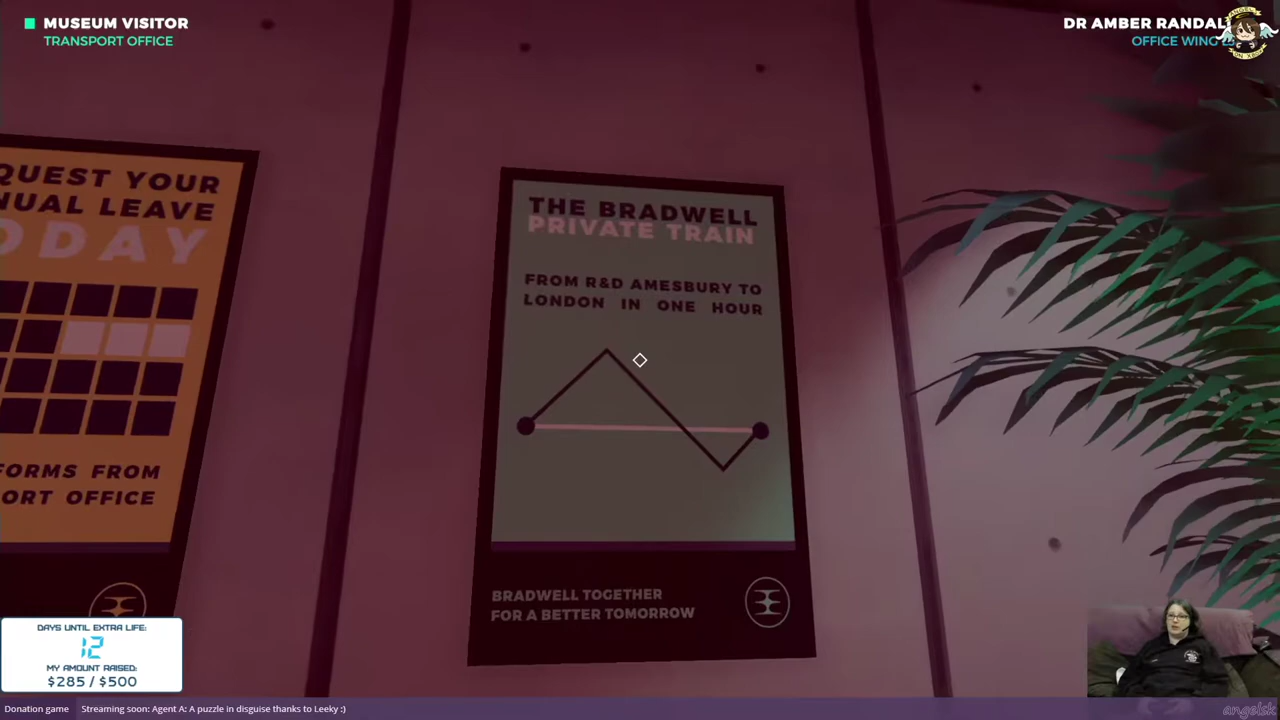 MUSEUM VISITOR
TRANSPORT OFFICE
DR AMBER RANDAL
OFFICE WING
QUEST YOUR
NUAL LEAVE
ODAY
FORMS FROM
PORT OFFICE
THE BRADWELL
PRIVATE TRAIN
FROM R&D AMESBURY TO
LONDON IN ONE HOUR
BRADWELL TOGETHER
FOR A BETTER TOMORROW
DAYS UNTIL EXTRA LIFE:
12
MY AMOUNT RAISED:
$285 / $500
Donation game
Streaming soon: Agent A: A puzzle in disguise thanks to Leeky :)
angelsk